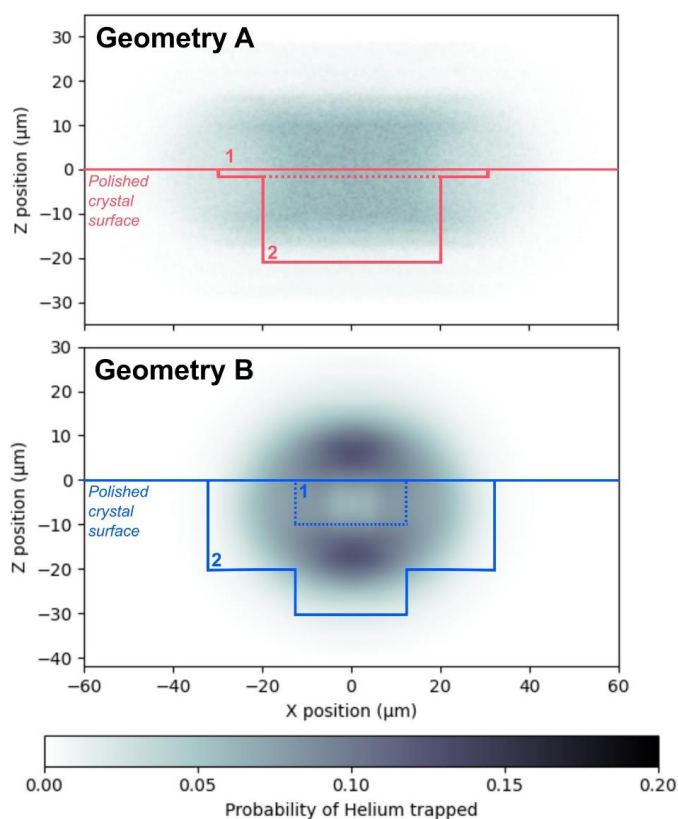 Geometry A
Z position (µm)
30
20
10
0
−10
−20
−30
1
Polished
crystal
surface
2
Geometry B
Z position (µm)
30
20
10
0
−10
−20
−30
−40
1
Polished
crystal
surface
2
−60
−40
−20
0
20
40
60
X position (µm)
0.00
0.05
0.10
0.15
0.20
Probability of Helium trapped